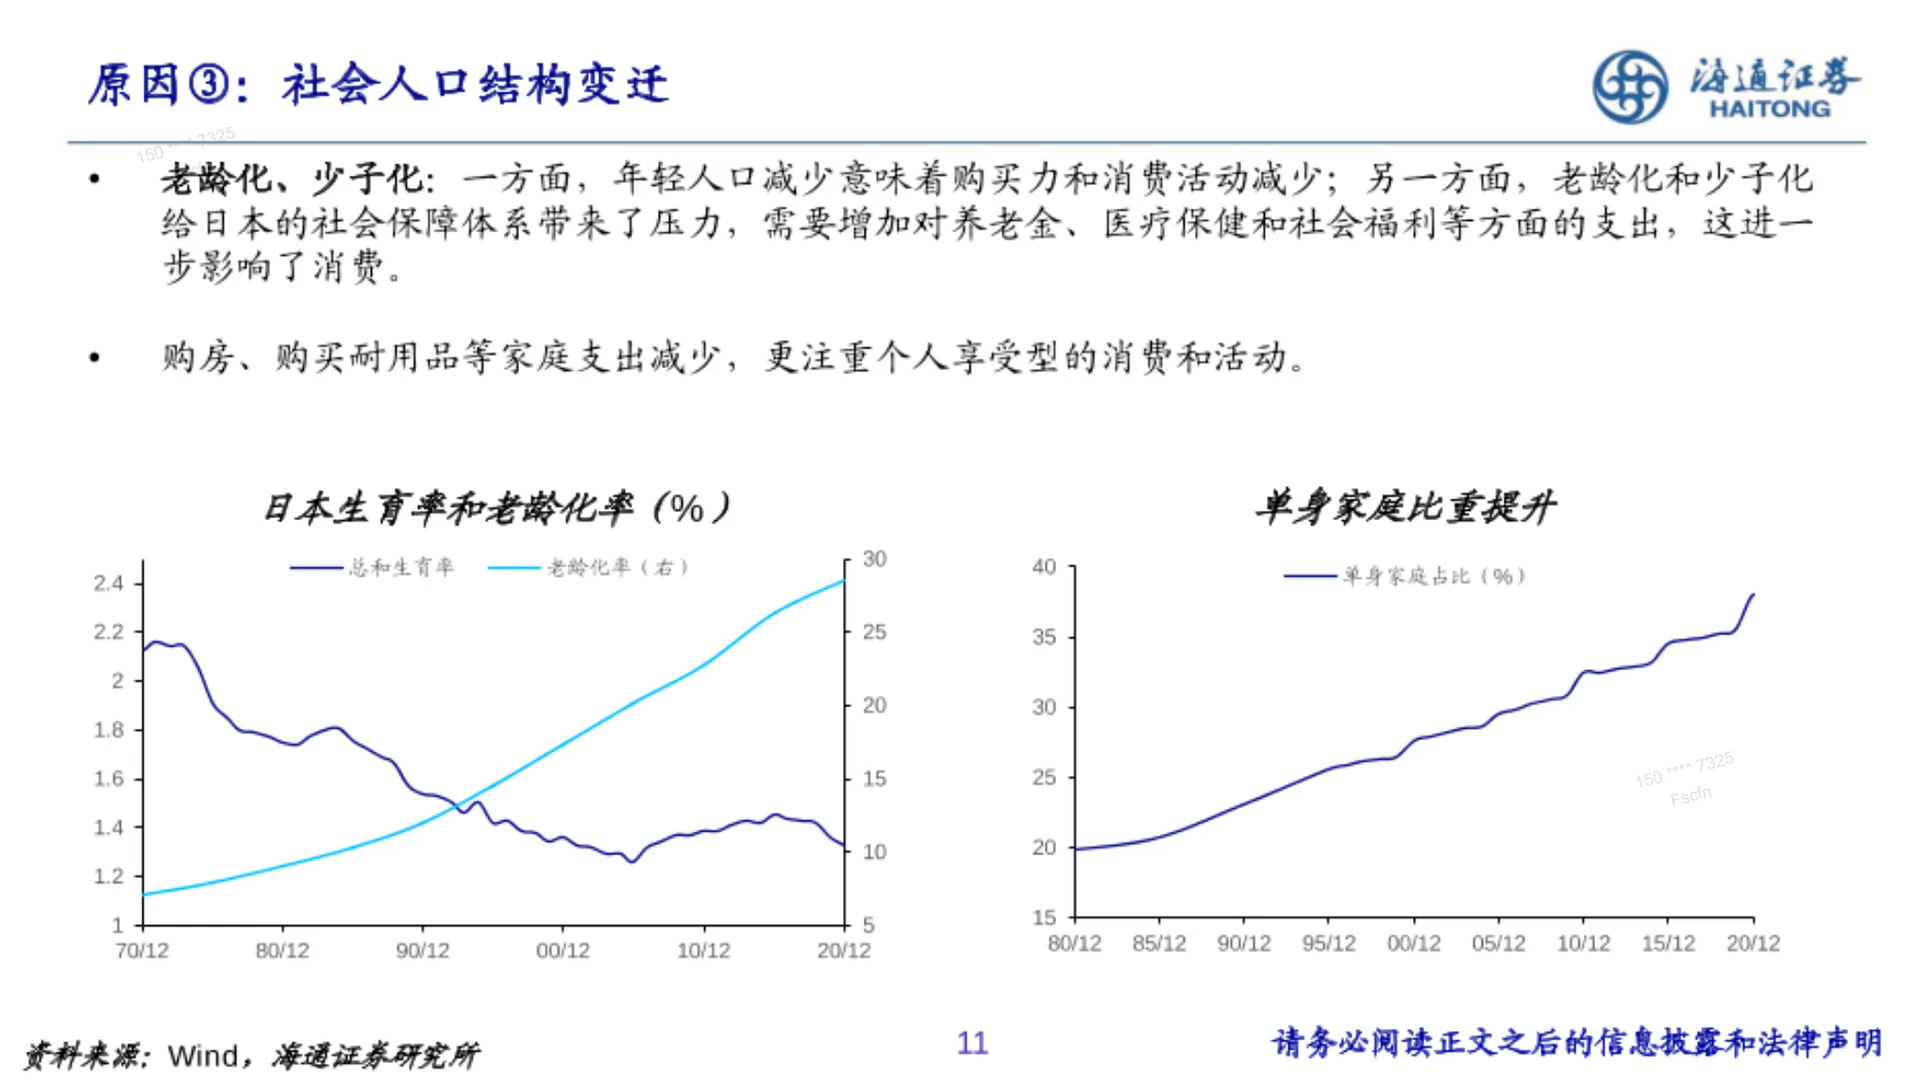 原因③：社会人口结构变迁
海通证券
HAITONG
150 **** 7325
• 老龄化、少子化：一方面，年轻人口减少意味着购买力和消费活动减少；另一方面，老龄化和少子化
给日本的社会保障体系带来了压力，需要增加对养老金、医疗保健和社会福利等方面的支出，这进一
步影响了消费。
• 购房、购买耐用品等家庭支出减少，更注重个人享受型的消费和活动。
日本生育率和老龄化率（%）
总和生育率 老龄化率（右）
2.4
2.2
2
1.8
1.6
1.4
1.2
1
30
25
20
15
10
5
70/12 80/12 90/12 00/12 10/12 20/12
单身家庭比重提升
单身家庭占比（%）
40
35
30
25
20
15
80/12 85/12 90/12 95/12 00/12 05/12 10/12 15/12 20/12
150 **** 7325
Fscfn
资料来源：Wind，海通证券研究所
11
请务必阅读正文之后的信息披露和法律声明